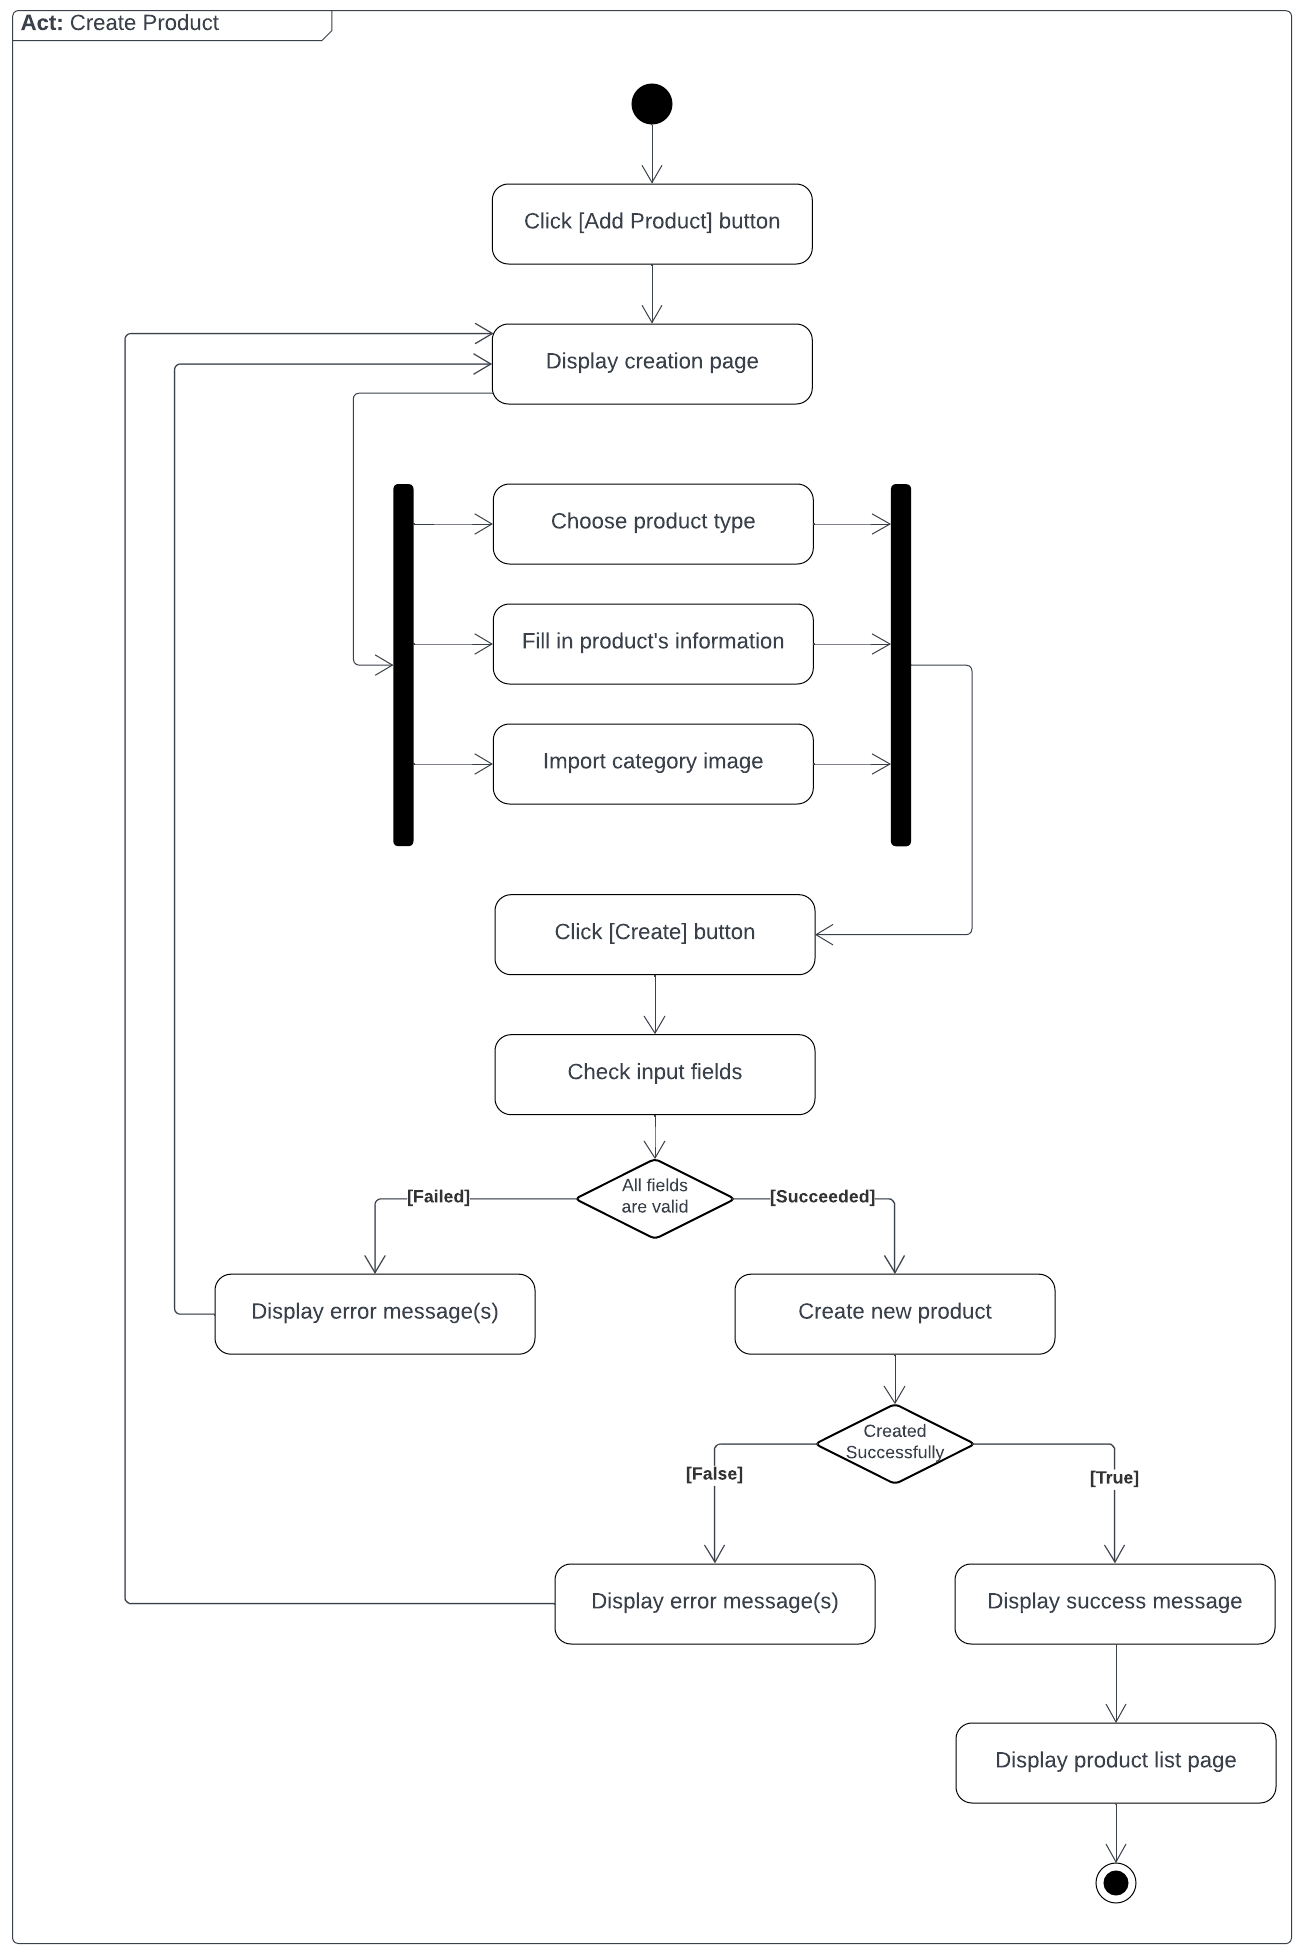 Act: Create Product
Click [Add Product] button
Display creation page
Choose product type
Fill in product's information
Import category image
Click [Create] button
Check input fields
All fields
are valid
[Failed]
[Succeeded]
Display error message(s)
Create new product
Created
Successfully
[False]
[True]
Display error message(s)
Display success message
Display product list page